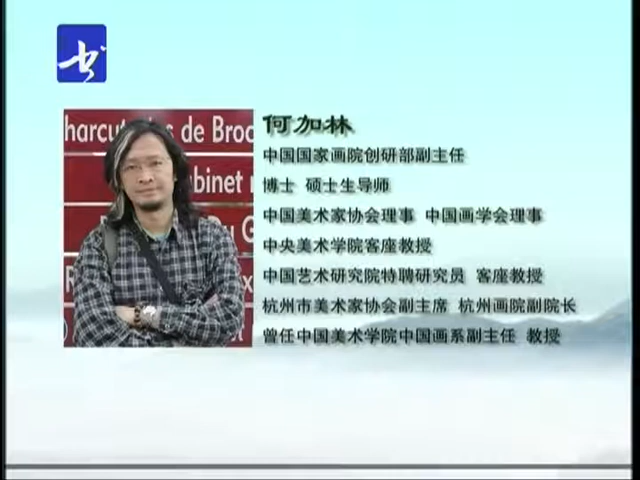 书
harcuteries de Broc
何加林
中国国家画院创研部副主任
binet
博士 硕士生导师
中国美术家协会理事 中国画学会理事
中央美术学院客座教授
中国艺术研究院特聘研究员 客座教授
杭州市美术家协会副主席 杭州画院副院长
曾任中国美术学院中国画系副主任 教授